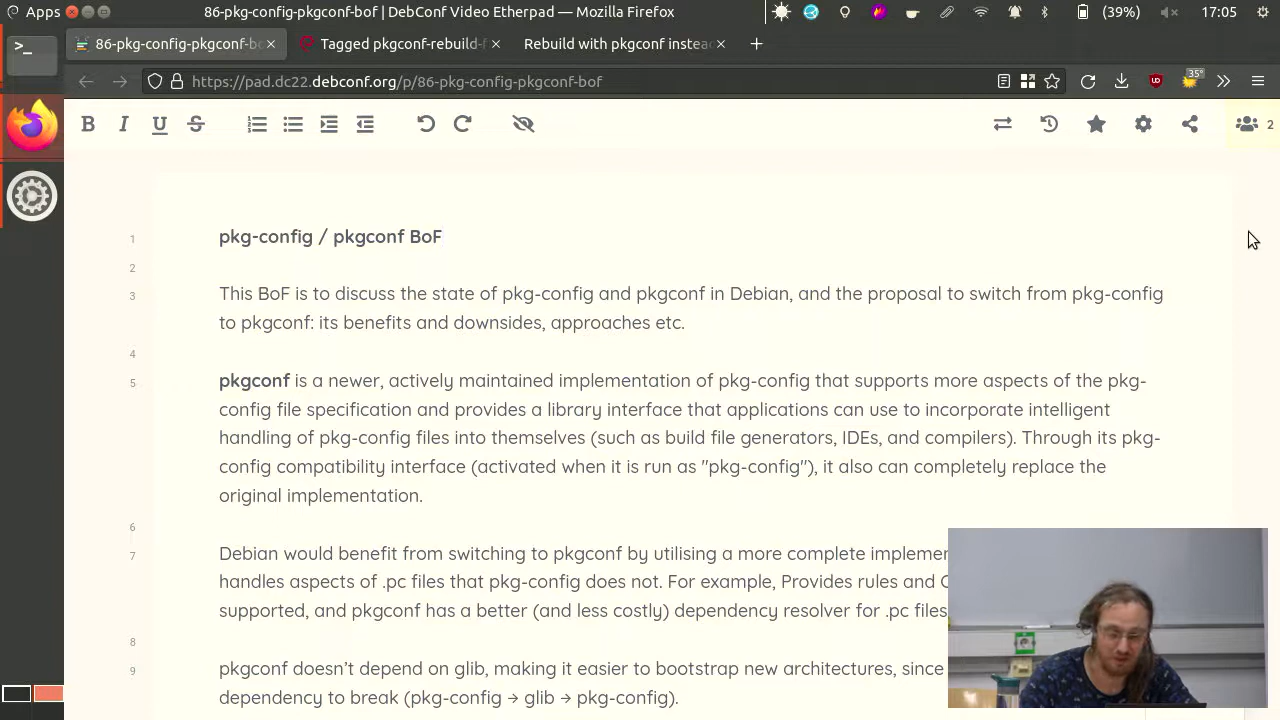 Apps 86-pkg-config-pkgconf-bof | DebConf Video Etherpad — Mozilla Firefox (39%) 17:05
86-pkg-config-pkgconf-bo Tagged pkgconf-rebuild-f Rebuild with pkgconf instea
https://pad.dc22.debconf.org/p/86-pkg-config-pkgconf-bof 35°
B I U S 2
1 pkg-config / pkgconf BoF
2
3 This BoF is to discuss the state of pkg-config and pkgconf in Debian, and the proposal to switch from pkg-config
to pkgconf: its benefits and downsides, approaches etc.
4
5 pkgconf is a newer, actively maintained implementation of pkg-config that supports more aspects of the pkg-
config file specification and provides a library interface that applications can use to incorporate intelligent
handling of pkg-config files into themselves (such as build file generators, IDEs, and compilers). Through its pkg-
config compatibility interface (activated when it is run as "pkg-config"), it also can completely replace the
original implementation.
6
7 Debian would benefit from switching to pkgconf by utilising a more complete implemen
handles aspects of .pc files that pkg-config does not. For example, Provides rules and C
supported, and pkgconf has a better (and less costly) dependency resolver for .pc files
8
9 pkgconf doesn't depend on glib, making it easier to bootstrap new architectures, since
dependency to break (pkg-config → glib → pkg-config).